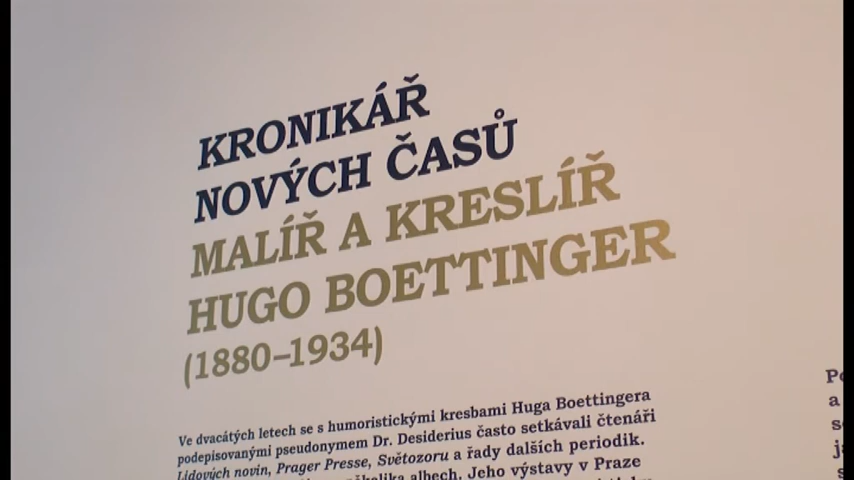 KRONIKÁŘ
NOVÝCH ČASŮ
MALÍŘ A KRESLÍŘ
HUGO BOETTINGER
(1880–1934)
Ve dvacátých letech se s humoristickými kresbami Huga Boettingera
podepisovanými pseudonymem Dr. Desiderius často setkávali čtenáři
Lidových novin, Prager Presse, Světozoru a řady dalších periodik.
několika albech. Jeho výstavy v Praze
a